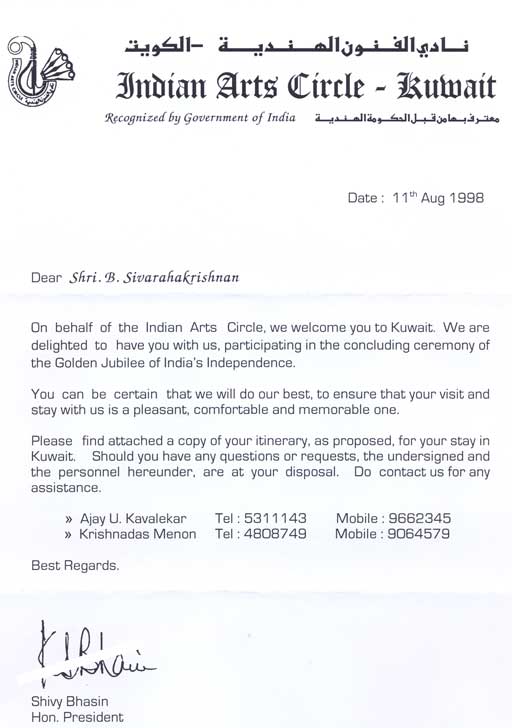 نادي الفنون الهندية - الكويت
Indian Arts Circle - Kuwait
Recognized by Government of India معترف بها من قبل الحكومة الهندية
Date : 11th Aug 1998
Dear Shri. B. Sivarahakrishnan
On behalf of the Indian Arts Circle, we welcome you to Kuwait. We are
delighted to have you with us, participating in the concluding ceremony of
the Golden Jubilee of India's Independence.
You can be certain that we will do our best, to ensure that your visit and
stay with us is a pleasant, comfortable and memorable one.
Please find attached a copy of your itinerary, as proposed, for your stay in
Kuwait. Should you have any questions or requests, the undersigned and
the personnel hereunder, are at your disposal. Do contact us for any
assistance.
» Ajay U. Kavalekar Tel : 5311143 Mobile : 9662345
» Krishnadas Menon Tel : 4808749 Mobile : 9064579
Best Regards.
Shivy Bhasin
Hon. President